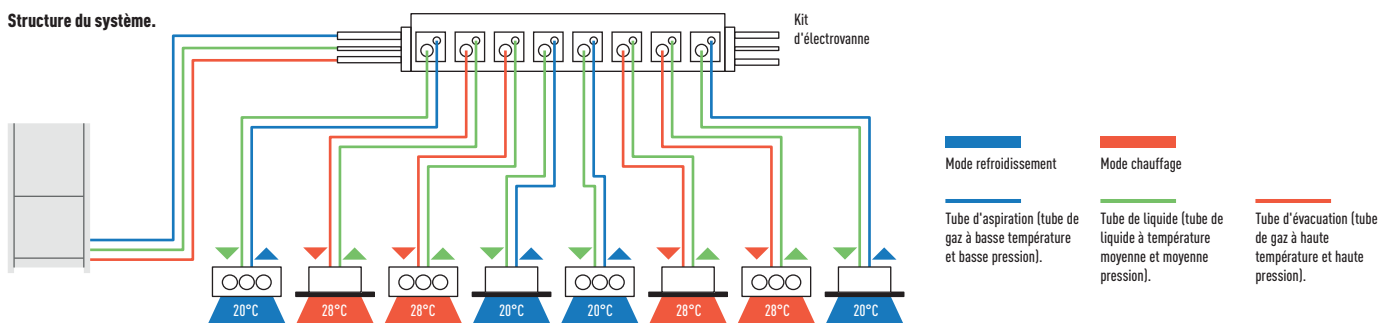 Structure du système.
Kit
d'électrovanne
20°C
28°C
28°C
20°C
20°C
28°C
28°C
20°C
Mode refroidissement
Mode chauffage
Tube d'aspiration (tube de
gaz à basse température
et basse pression).
Tube de liquide (tube de
liquide à température
moyenne et moyenne
pression).
Tube d'évacuation (tube
de gaz à haute
température et haute
pression).